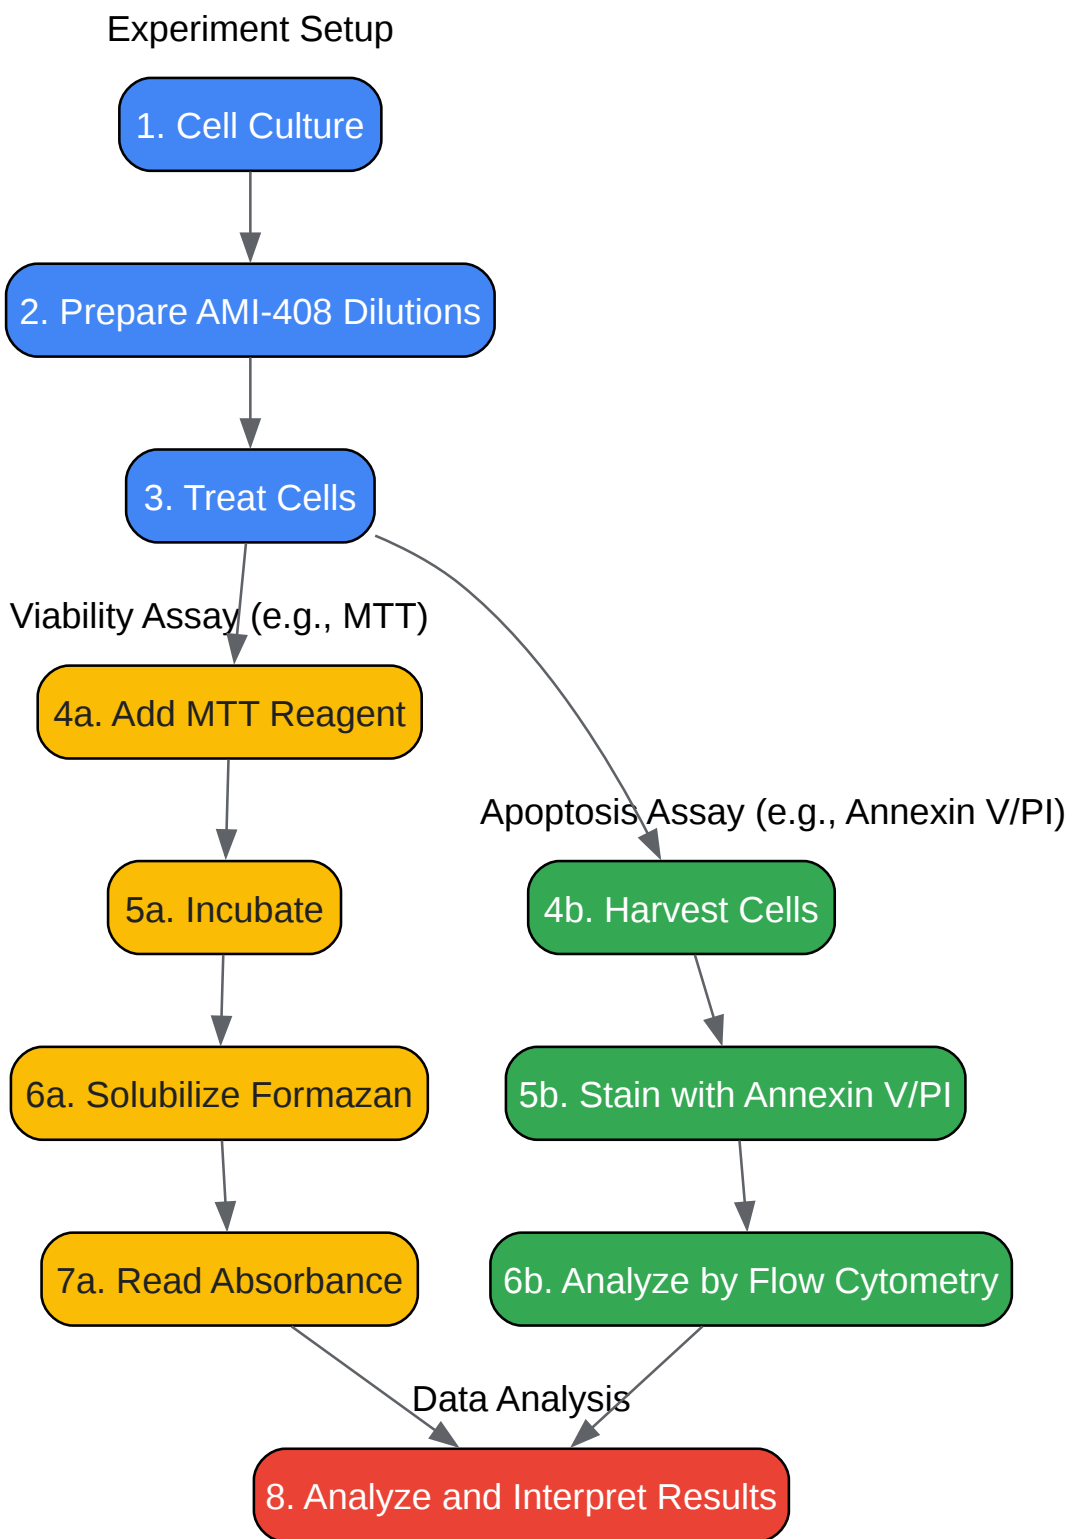 Experiment Setup
1. Cell Culture
2. Prepare AMI-408 Dilutions
3. Treat Cells
Viability Assay (e.g., MTT)
4a. Add MTT Reagent
5a. Incubate
6a. Solubilize Formazan
7a. Read Absorbance
Apoptosis Assay (e.g., Annexin V/PI)
4b. Harvest Cells
5b. Stain with Annexin V/PI
6b. Analyze by Flow Cytometry
Data Analysis
8. Analyze and Interpret Results